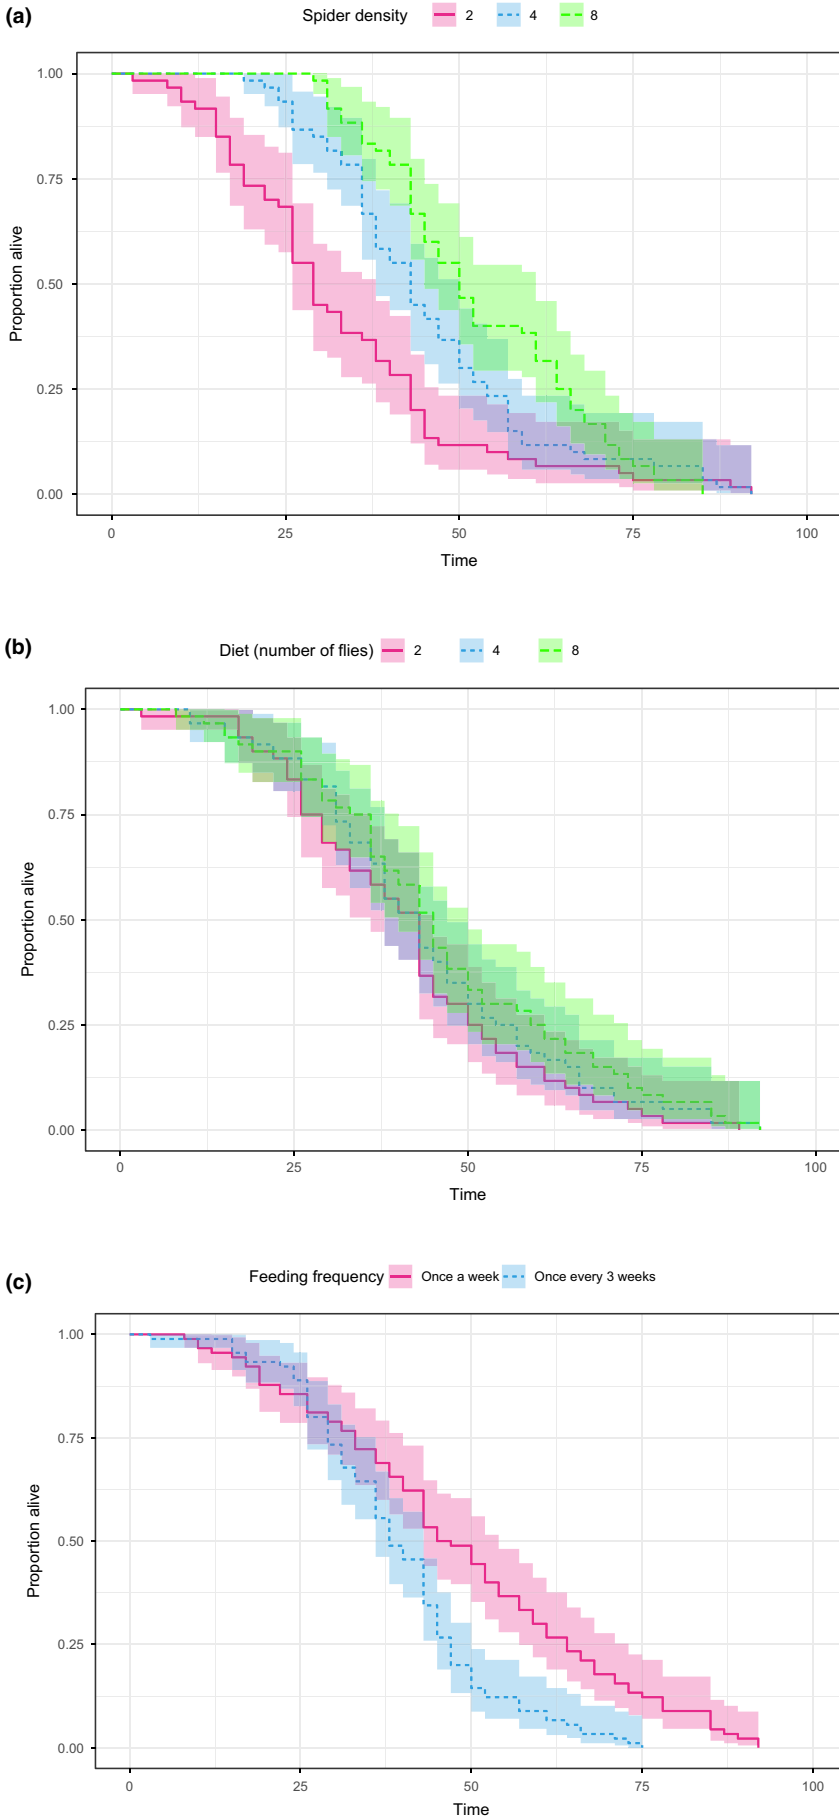 (a)
Spider density 2 4 8
1.00
0.75
0.50
0.25
0.00
Proportion alive
0 25 50 75 100
Time
(b)
Diet (number of flies) 2 4 8
1.00
0.75
0.50
0.25
0.00
Proportion alive
0 25 50 75 100
Time
(c)
Feeding frequency Once a week Once every 3 weeks
1.00
0.75
0.50
0.25
0.00
Proportion alive
0 25 50 75 100
Time